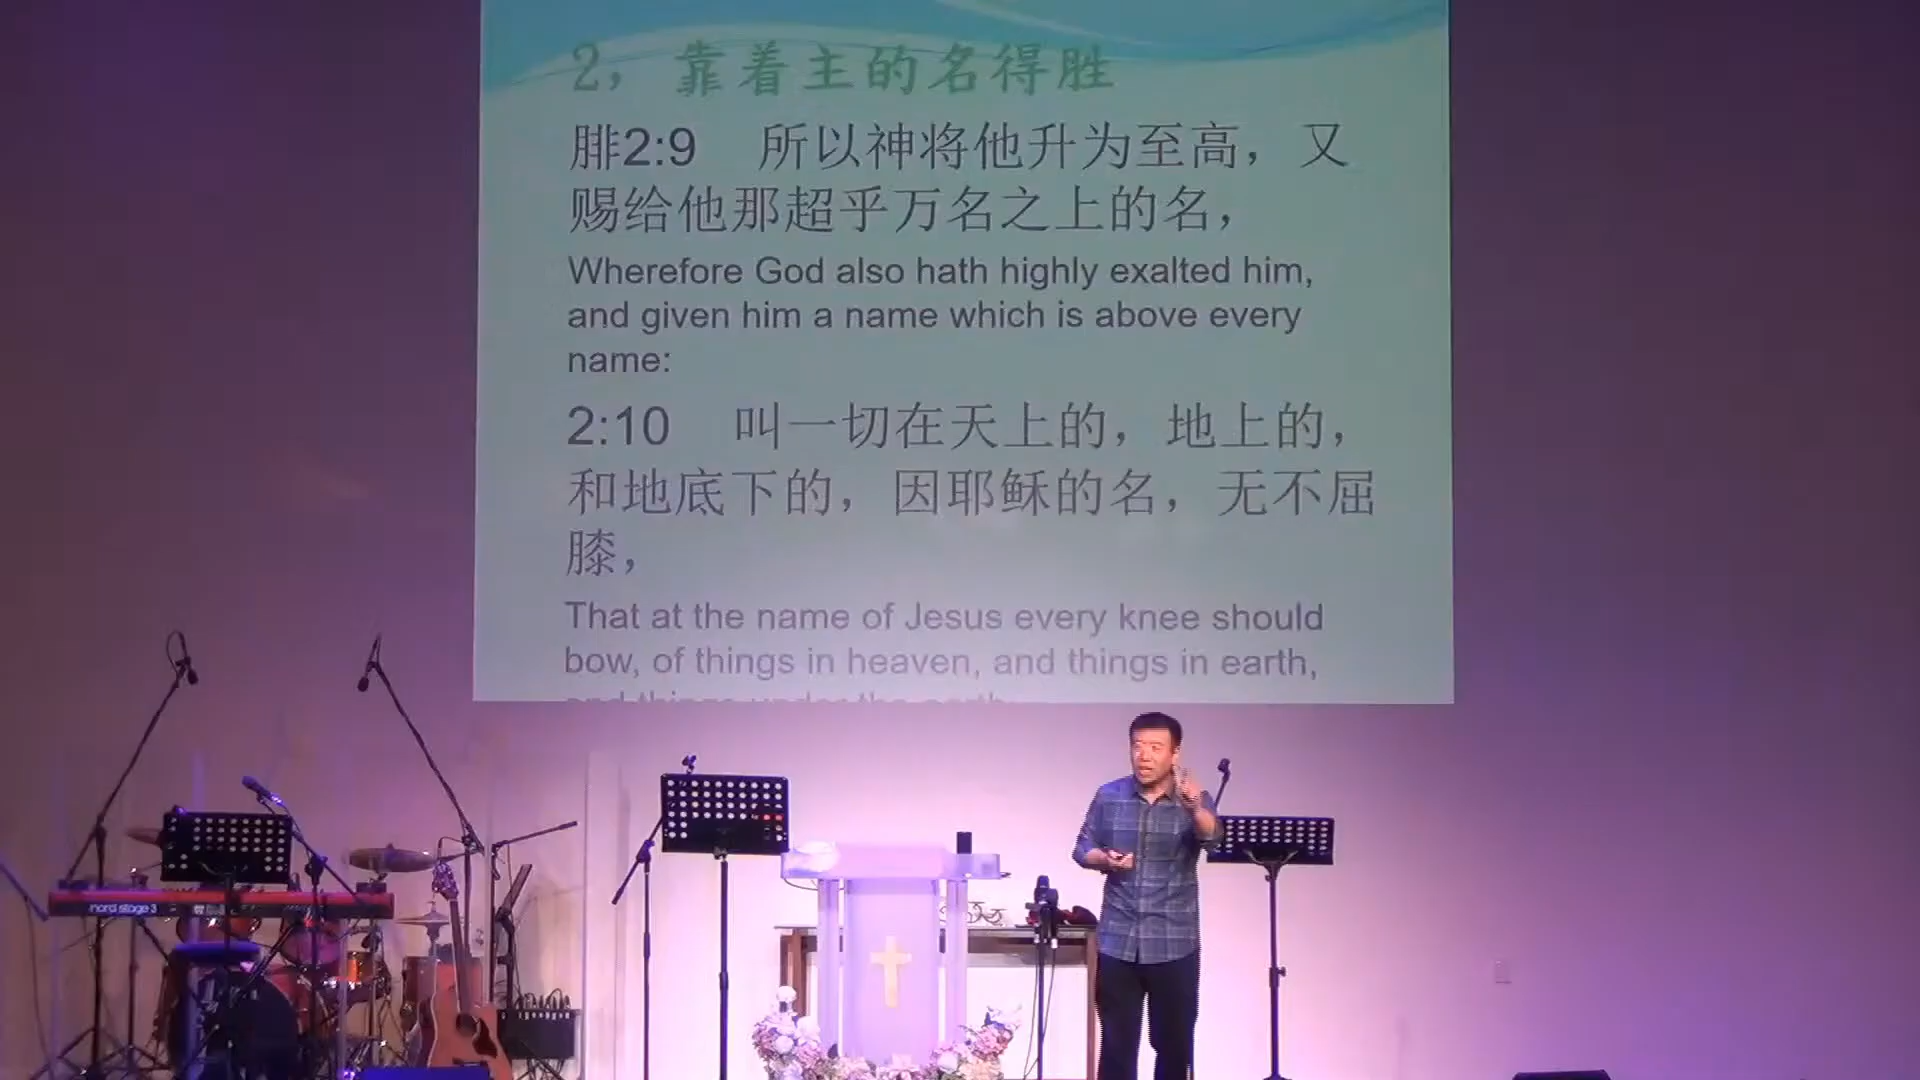 2，靠着主的名得胜
腓2:9 所以神将他升为至高，又
赐给他那超乎万名之上的名，
Wherefore God also hath highly exalted him,
and given him a name which is above every
name:
2:10 叫一切在天上的，地上的，
和地底下的，因耶稣的名，无不屈
膝，
That at the name of Jesus every knee should
bow, of things in heaven, and things in earth,
and things under the earth
nord stage 3